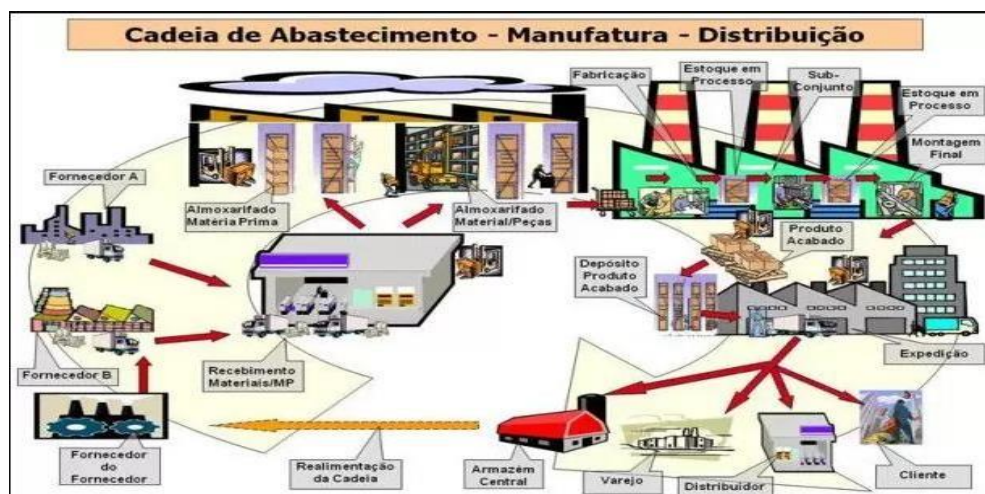 Cadeia de Abastecimento - Manufatura - Distribuição
Fabricação
Estoque em
Processo
Sub-
Conjunto
Estoque em
Processo
Montagem
Final
Fornecedor A
Almoxarifado
Matéria Prima
Almoxarifado
Material/Peças
Produto
Acabado
Depósito
Produto
Acabado
Fornecedor B
Recebimento
Materiais/MP
Expedição
Fornecedor
do
Fornecedor
Realimentação
da Cadeia
Armazém
Central
Varejo
Distribuidor
Cliente